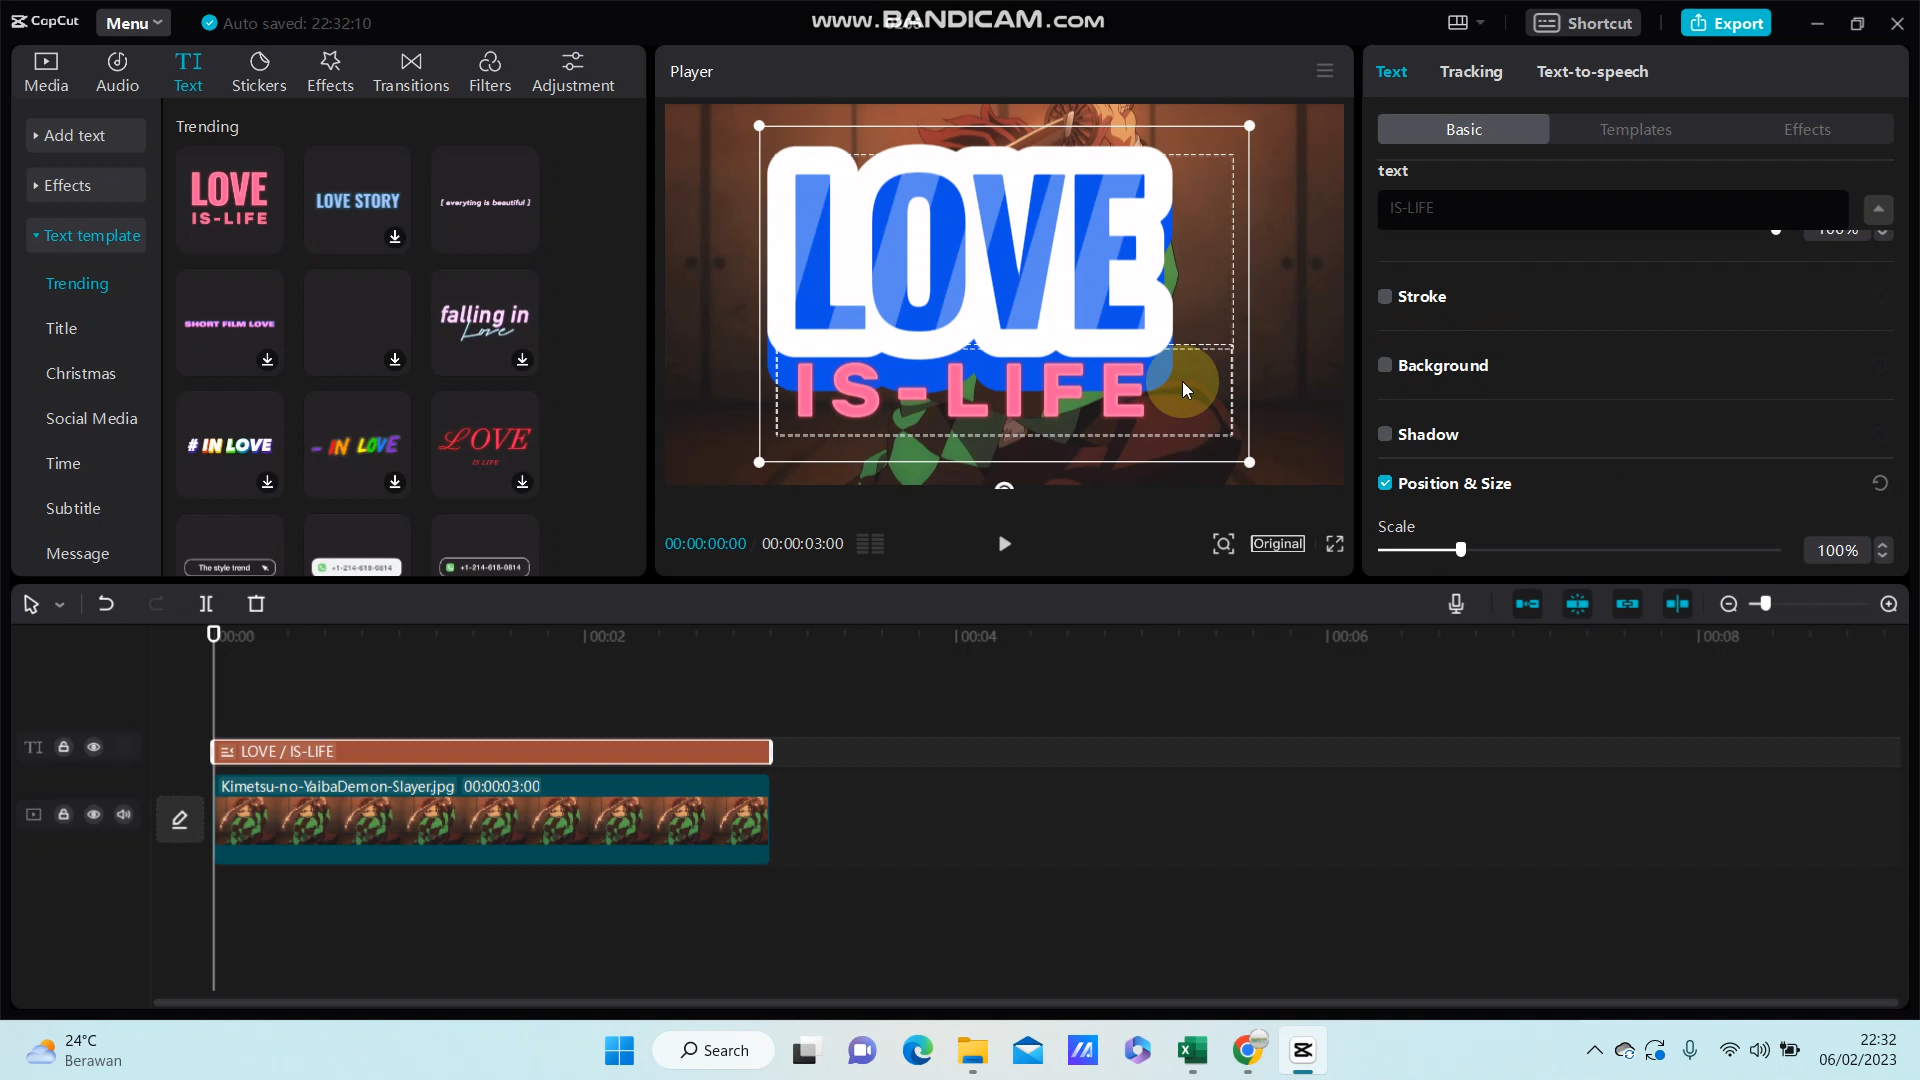 CapCut
Menu
Auto saved: 22:32:10
www.BANDICAM.COM
Shortcut
Export
Media
Audio
TI
Text
Stickers
Effects
Transitions
Filters
Adjustment
Add text
Effects
Text template
Trending
Title
Christmas
Social Media
Time
Subtitle
Message
Trending
LOVE
IS-LIFE
LOVE STORY
[ everyting is beautiful ]
SHORT FILM LOVE
falling in
Love
# IN LOVE
- IN LOVE
LOVE
IS LIFE
The style trend
+1-214-618-0814
+1-214-618-0814
Player
LOVE
IS-LIFE
00:00:00:00
00:00:03:00
Original
Text
Tracking
Text-to-speech
Basic
Templates
Effects
text
IS-LIFE
100%
Stroke
Background
Shadow
Position & Size
Scale
100%
00:00
00:02
00:04
00:06
00:08
TI
LOVE / IS-LIFE
Kimetsu-no-YaibaDemon-Slayer.jpg 00:00:03:00
24°C
Berawan
Search
22:32
06/02/2023